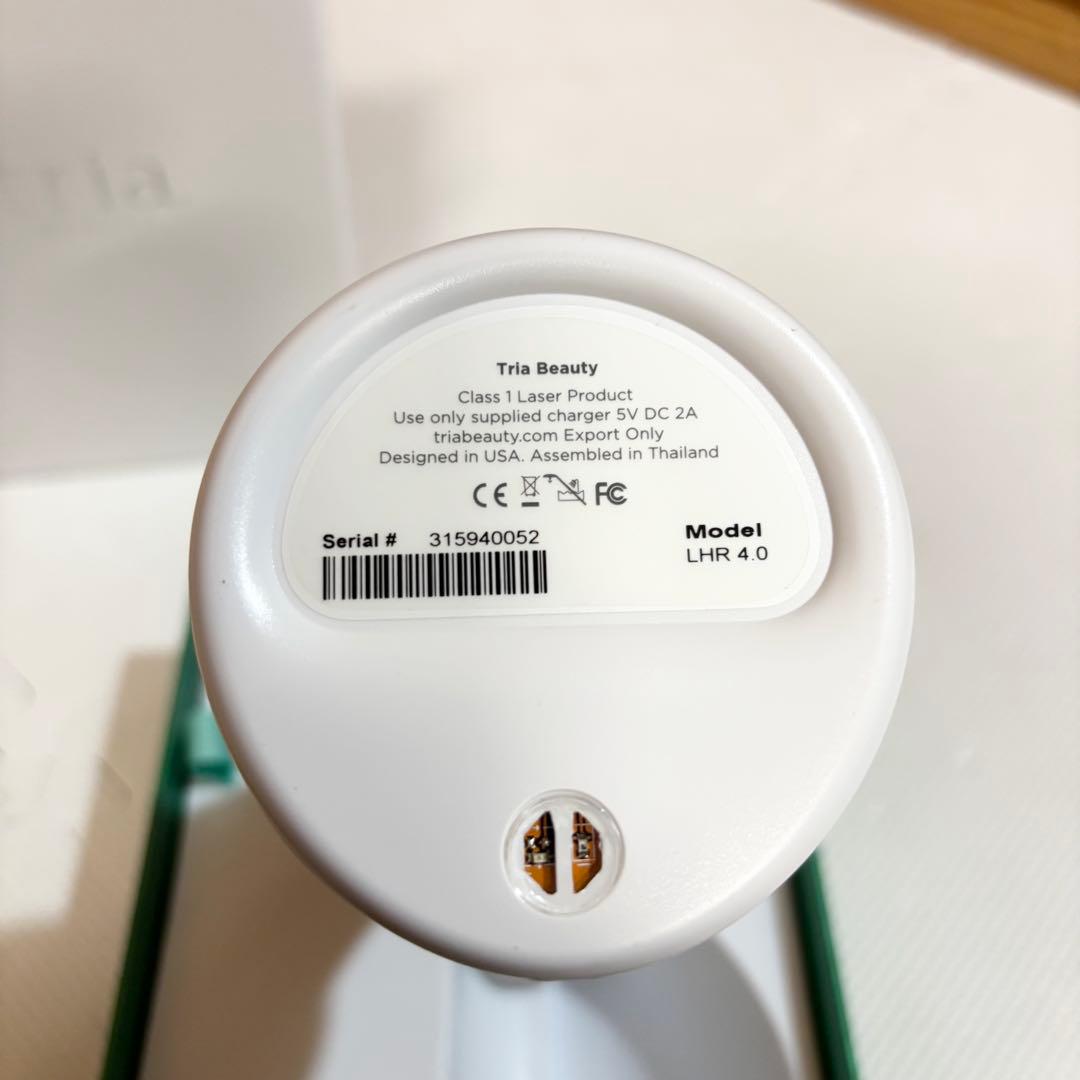 tria
Tria Beauty
Class 1 Laser Product
Use only supplied charger 5V DC 2A
triabeauty.com Export Only
Designed in USA. Assembled in Thailand
CE FC
Serial # 315940052
Model
LHR 4.0